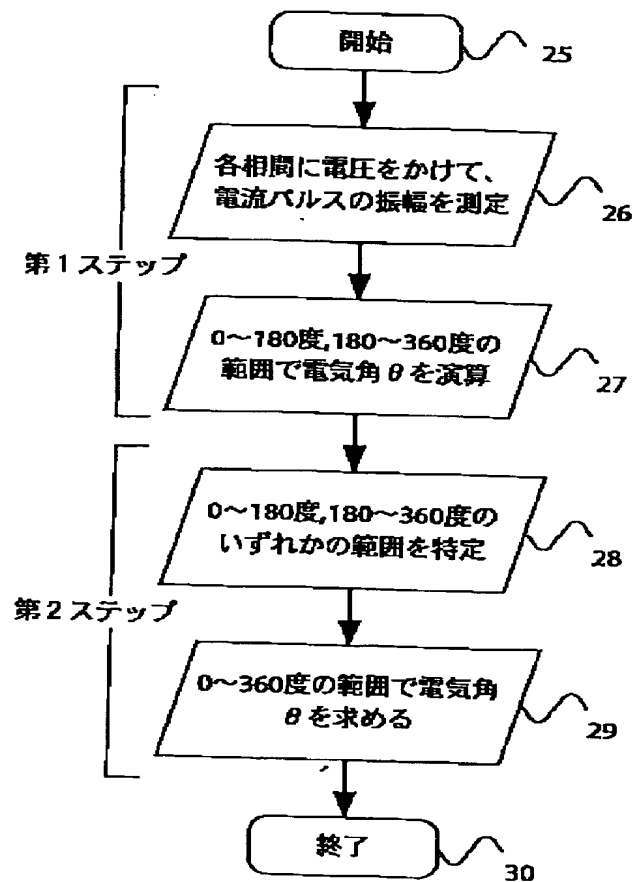 開始
25
各相間に電圧をかけて、
電流パルスの振幅を測定
26
第1ステップ
0～180度,180～360度の
範囲で電気角θを演算
27
0～180度,180～360度の
いずれかの範囲を特定
28
第2ステップ
0～360度の範囲で電気角
θを求める
29
終了
30